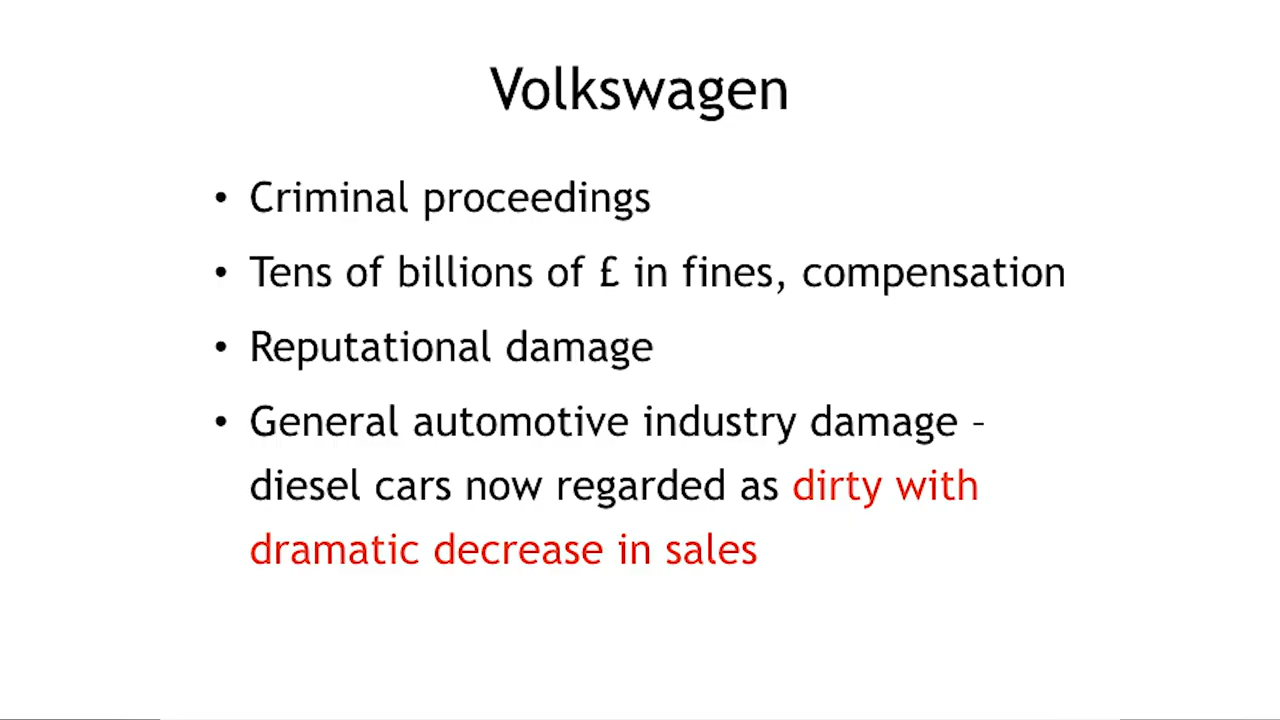 Volkswagen
• Criminal proceedings
• Tens of billions of £ in fines, compensation
• Reputational damage
• General automotive industry damage –
diesel cars now regarded as dirty with
dramatic decrease in sales